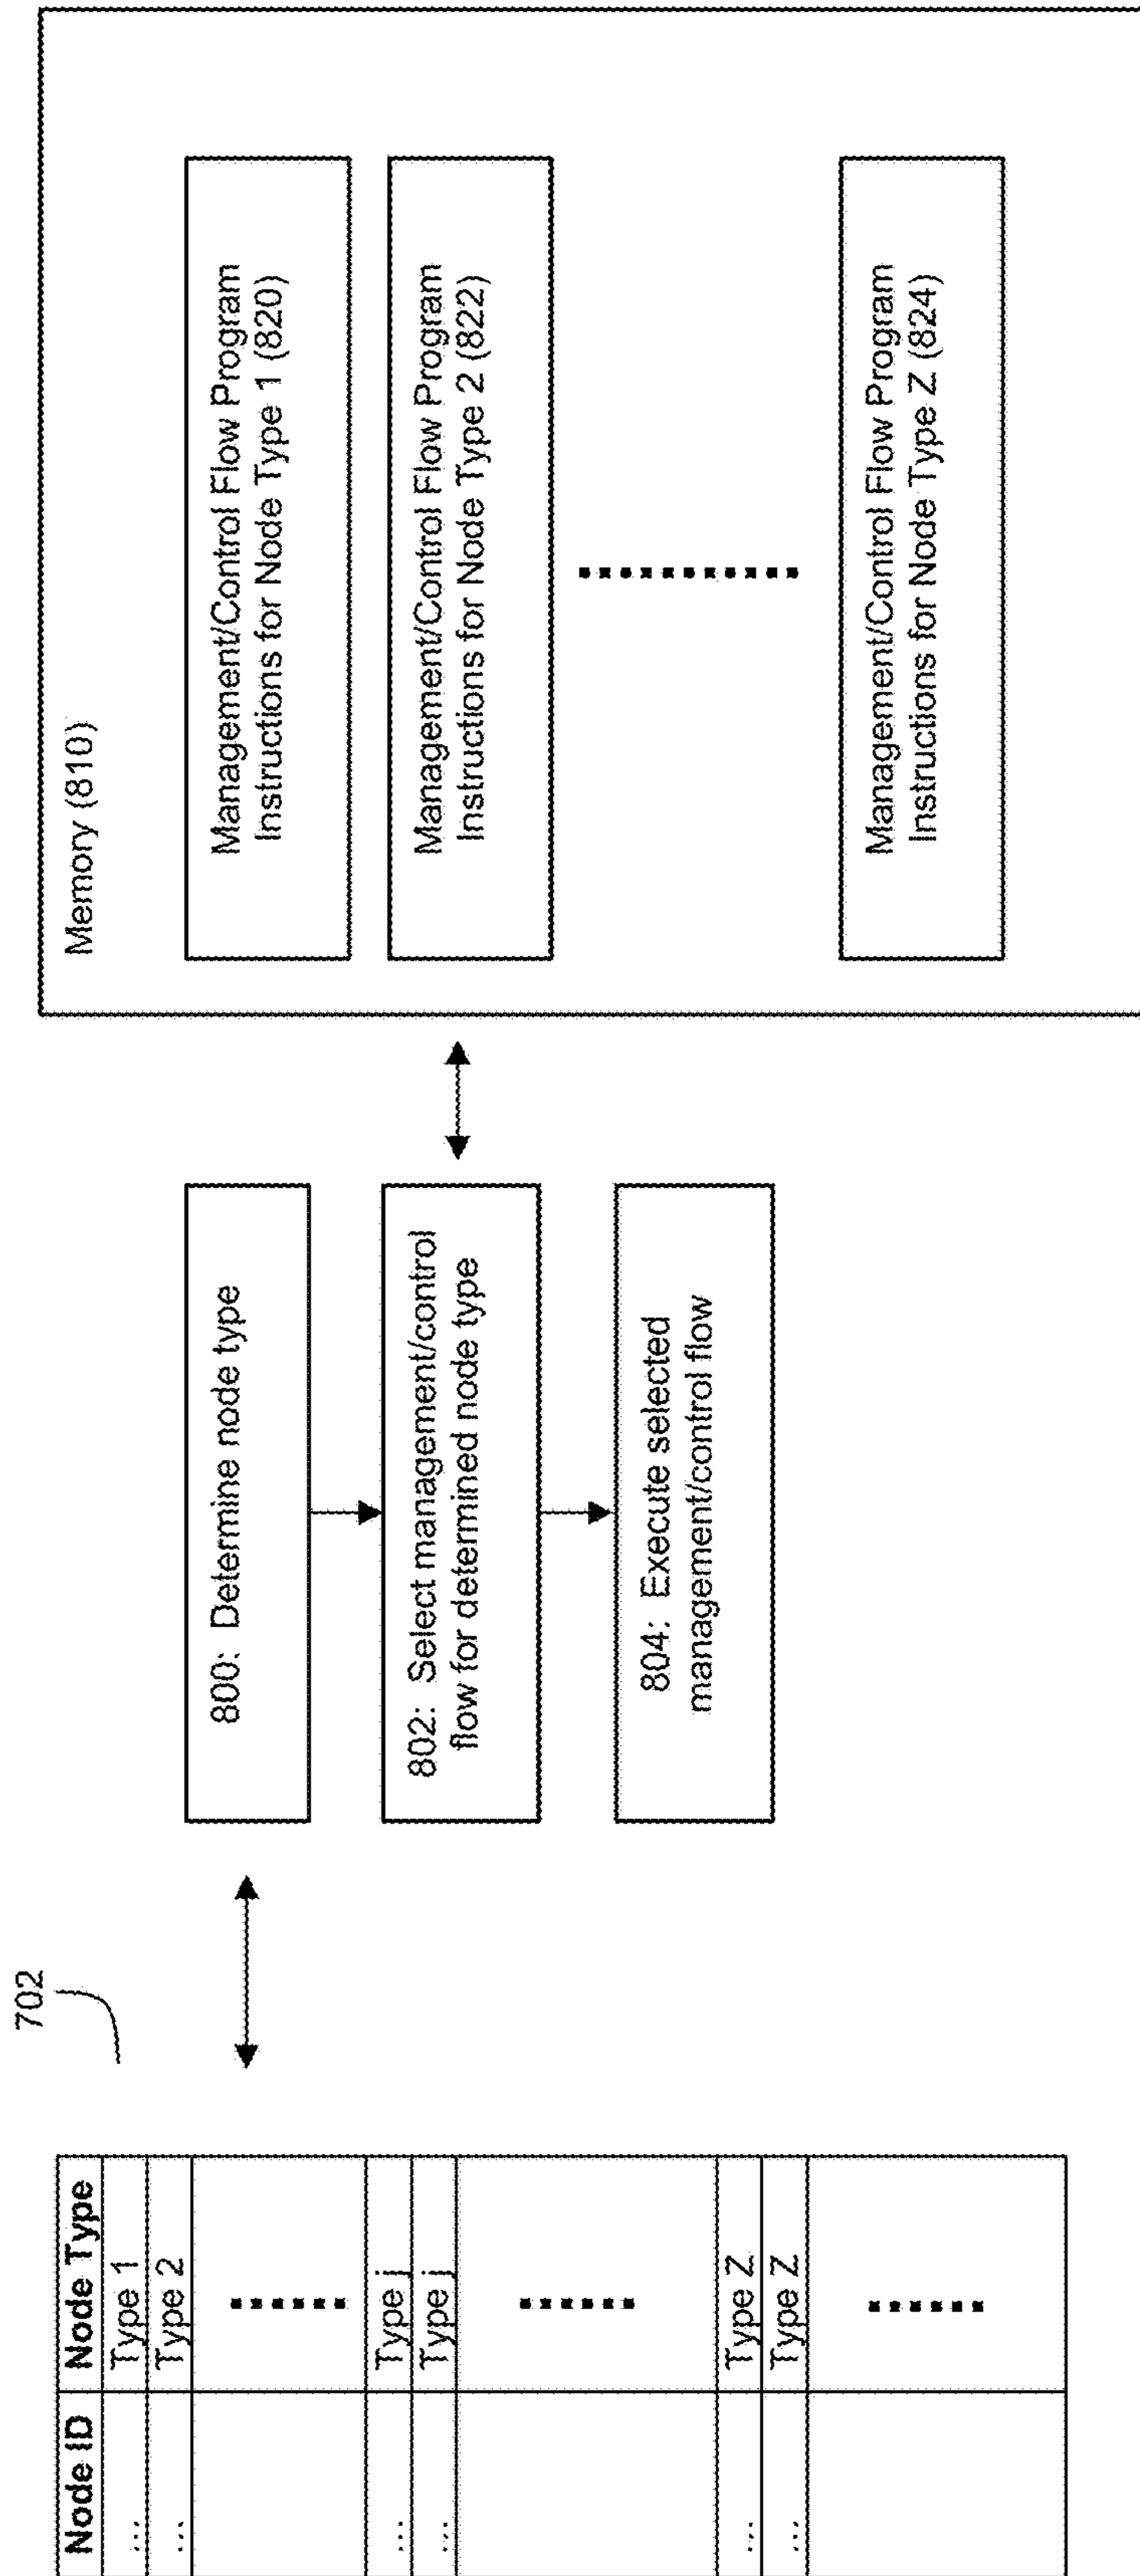 702
Node ID Node Type
... Type 1
... Type 2
... Type j
... Type j
... Type Z
... Type Z
800: Determine node type
802: Select management/control
flow for determined node type
804: Execute selected
management/control flow
Memory (810)
Management/Control Flow Program
Instructions for Node Type 1 (820)
Management/Control Flow Program
Instructions for Node Type 2 (822)
Management/Control Flow Program
Instructions for Node Type Z (824)